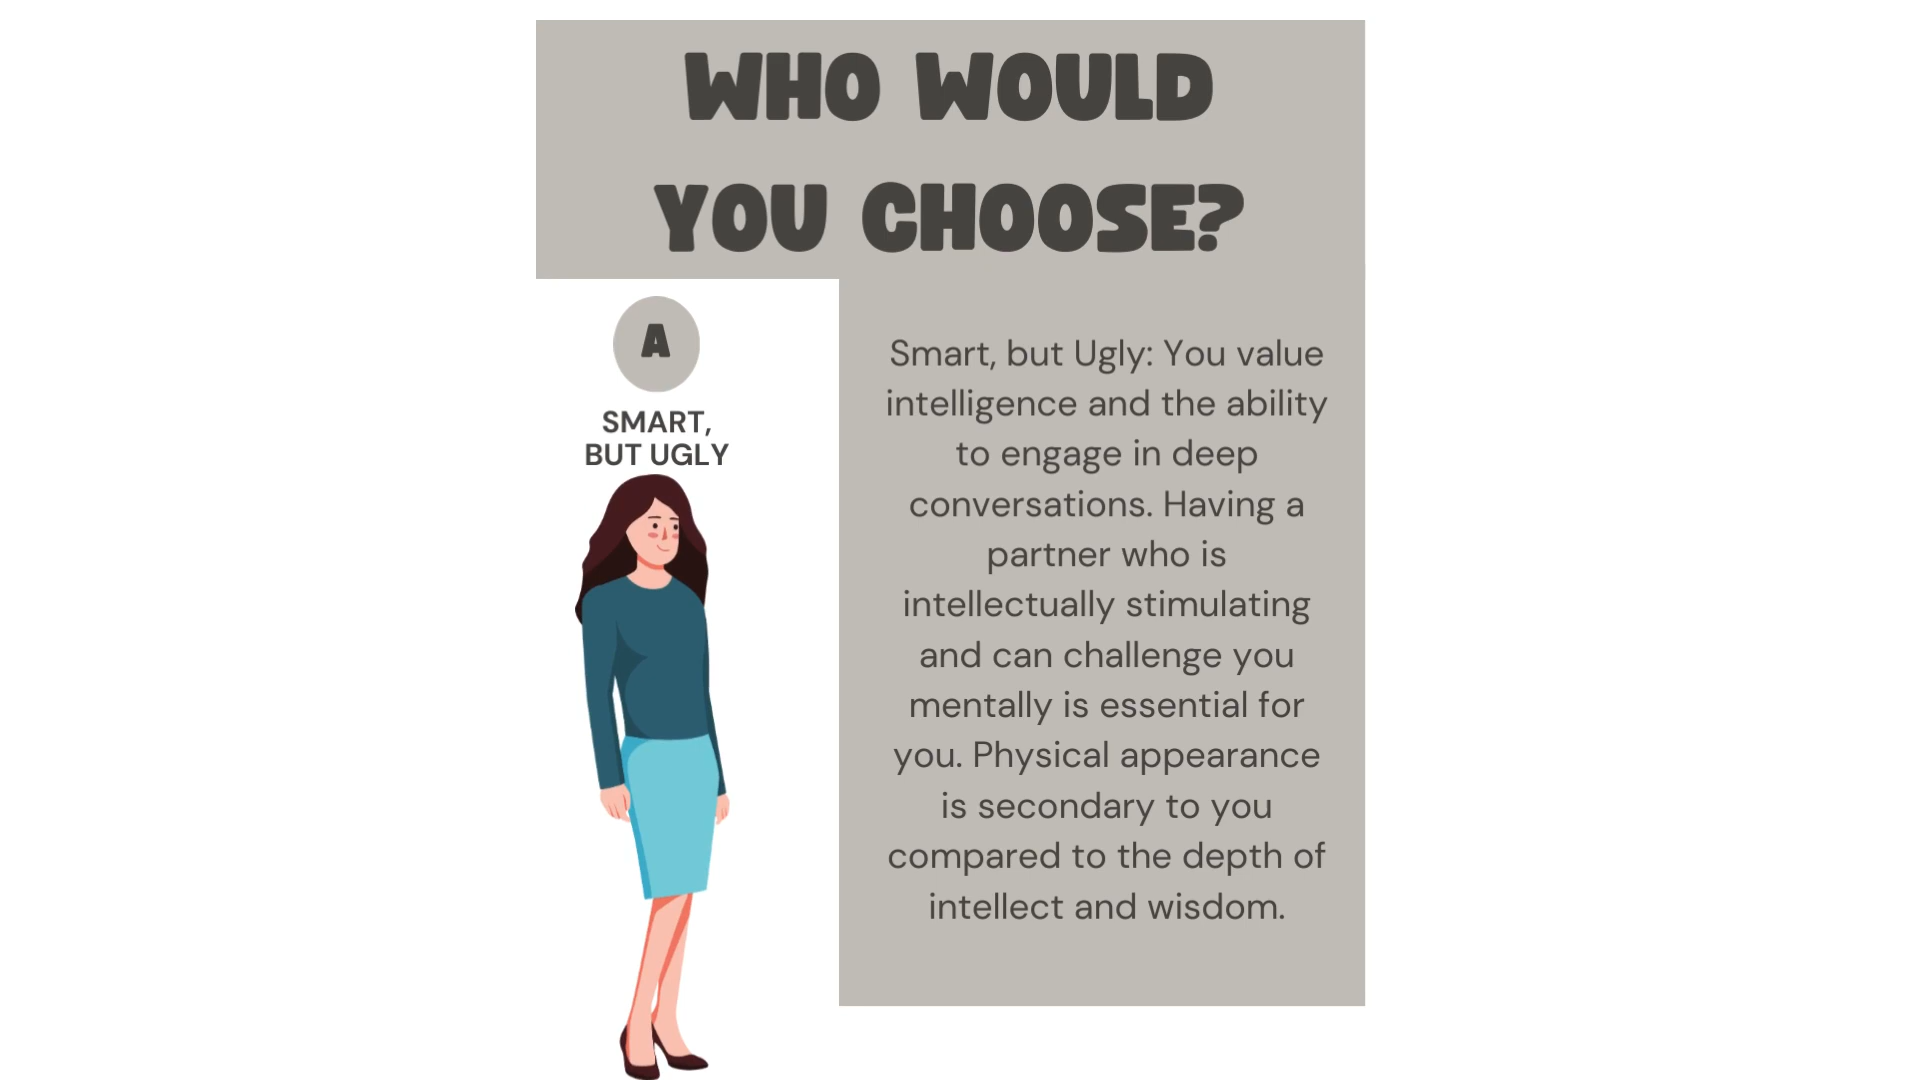 WHO WOULD
YOU CHOOSE?
A
SMART,
BUT UGLY
Smart, but Ugly: You value
intelligence and the ability
to engage in deep
conversations. Having a
partner who is
intellectually stimulating
and can challenge you
mentally is essential for
you. Physical appearance
is secondary to you
compared to the depth of
intellect and wisdom.